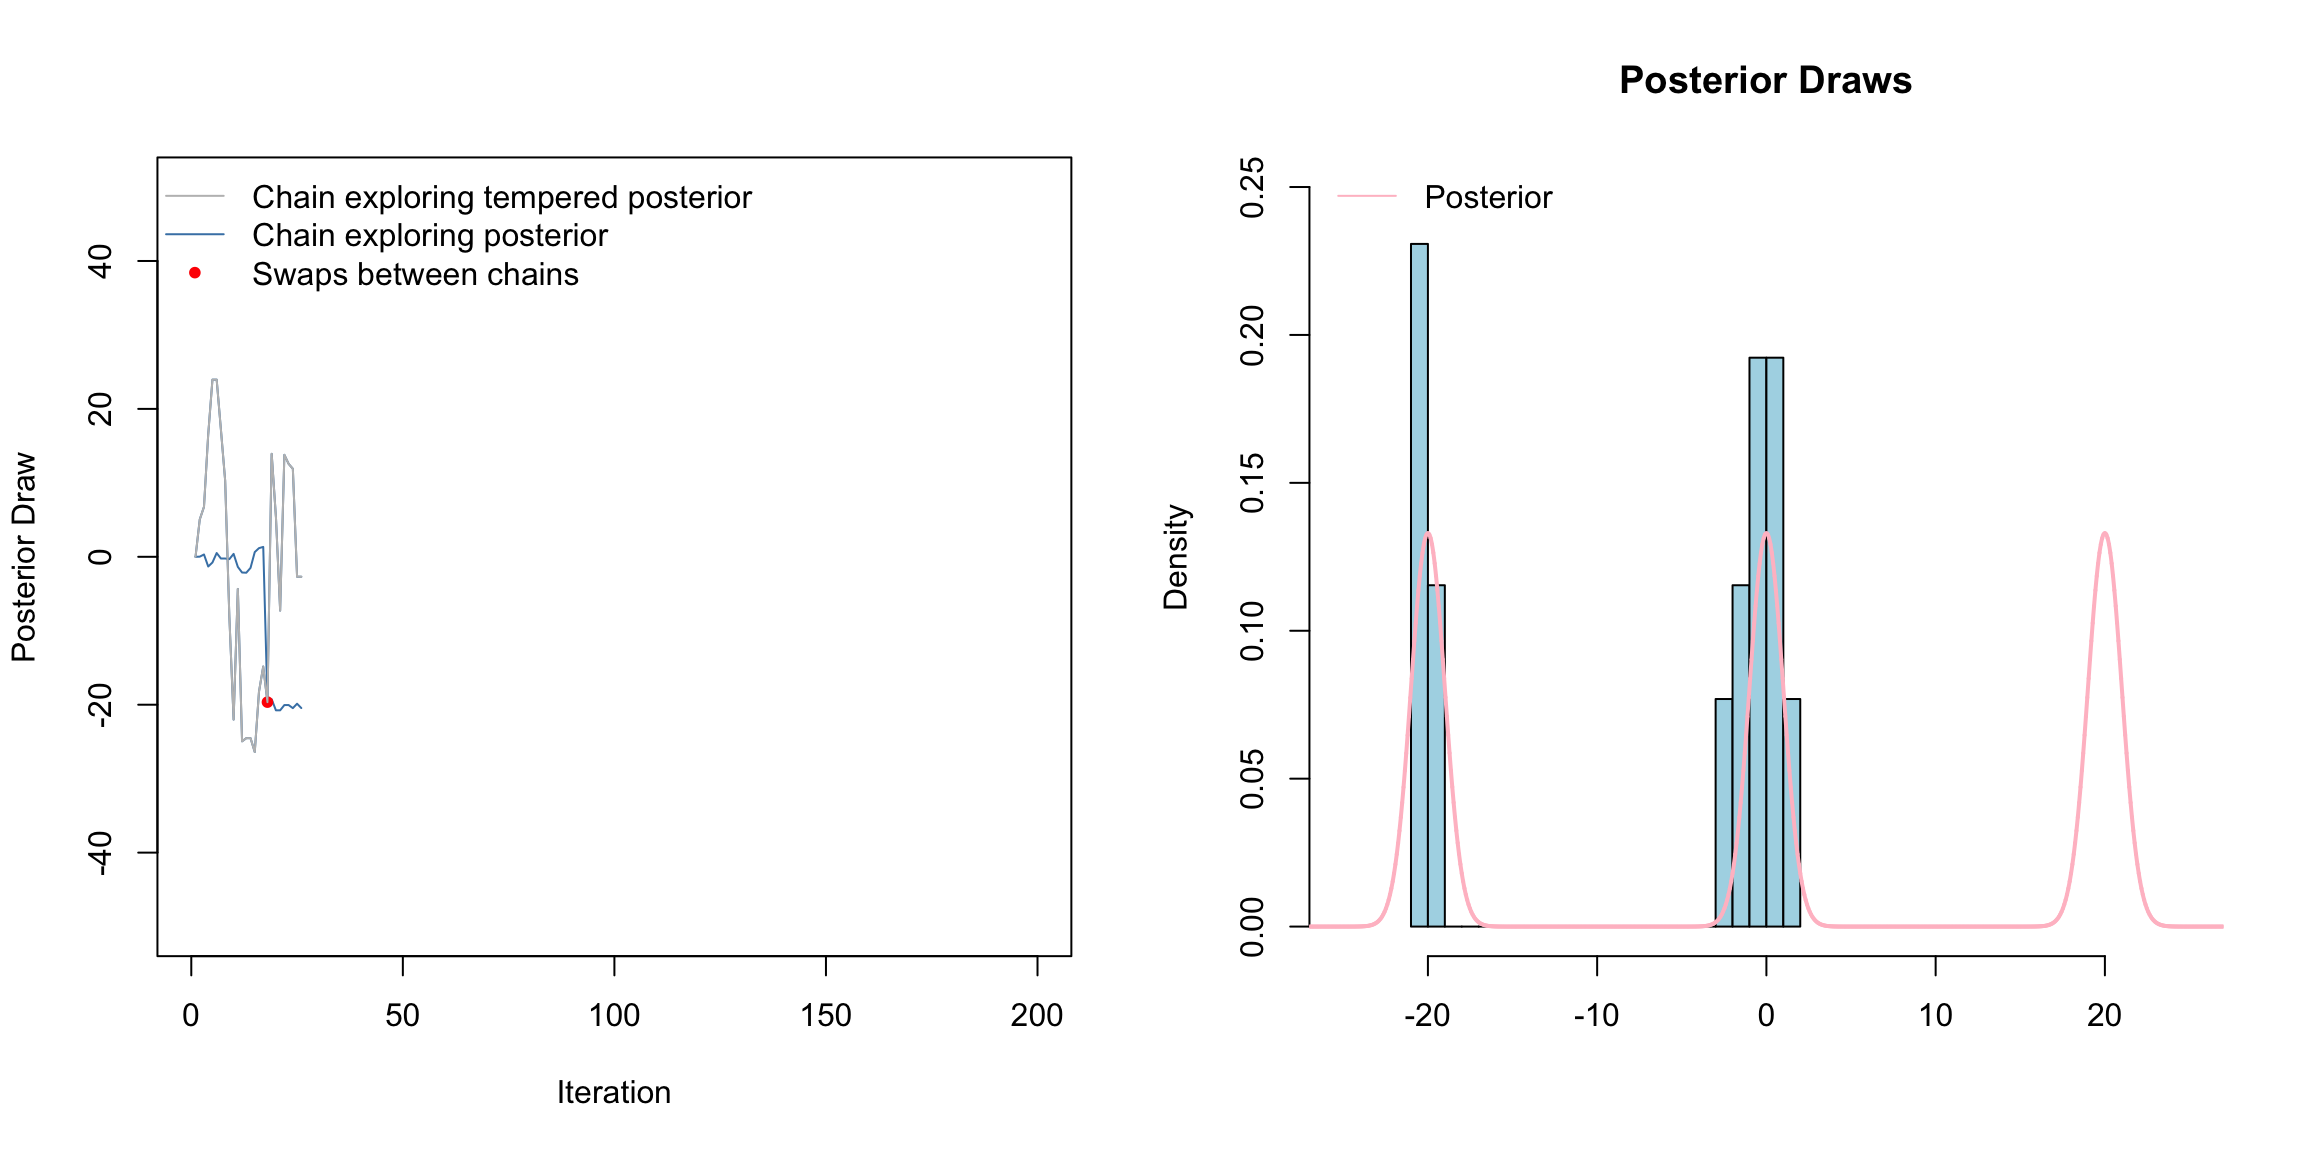 Chain exploring tempered posterior
Chain exploring posterior
Swaps between chains
Posterior Draw
40
20
0
-20
-40
0 50 100 150 200
Iteration
Posterior Draws
Posterior
Density
0.25
0.20
0.15
0.10
0.05
0.00
-20 -10 0 10 20